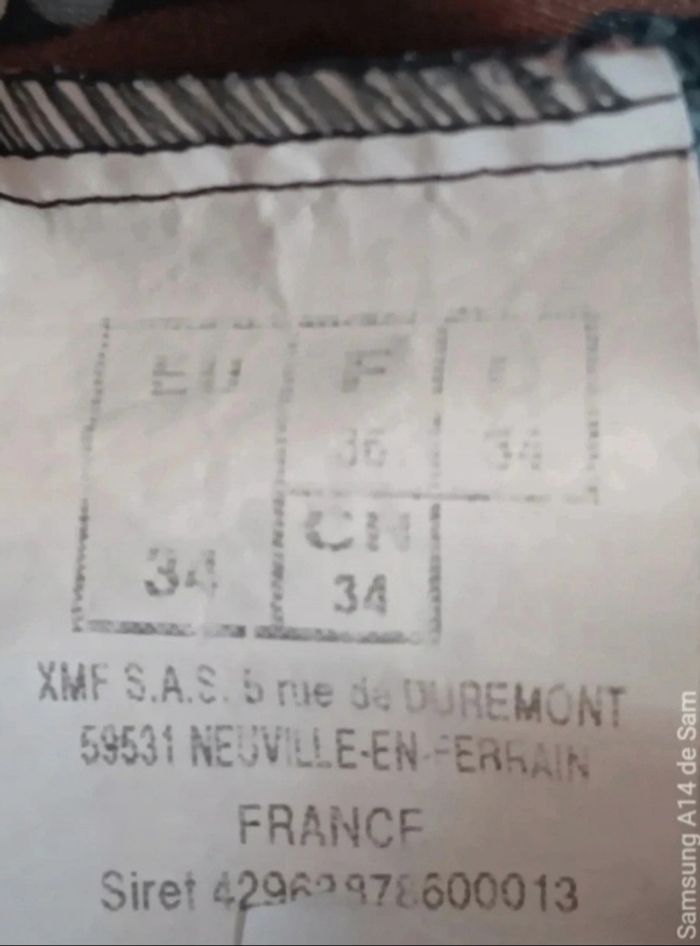 EU F
36 34
CN
34 34
XMF S.A.S. 5 rue de DUREMONT
59531 NEUVILLE-EN-FERRAIN
FRANCE
Siret
Samsung A14 de Sam